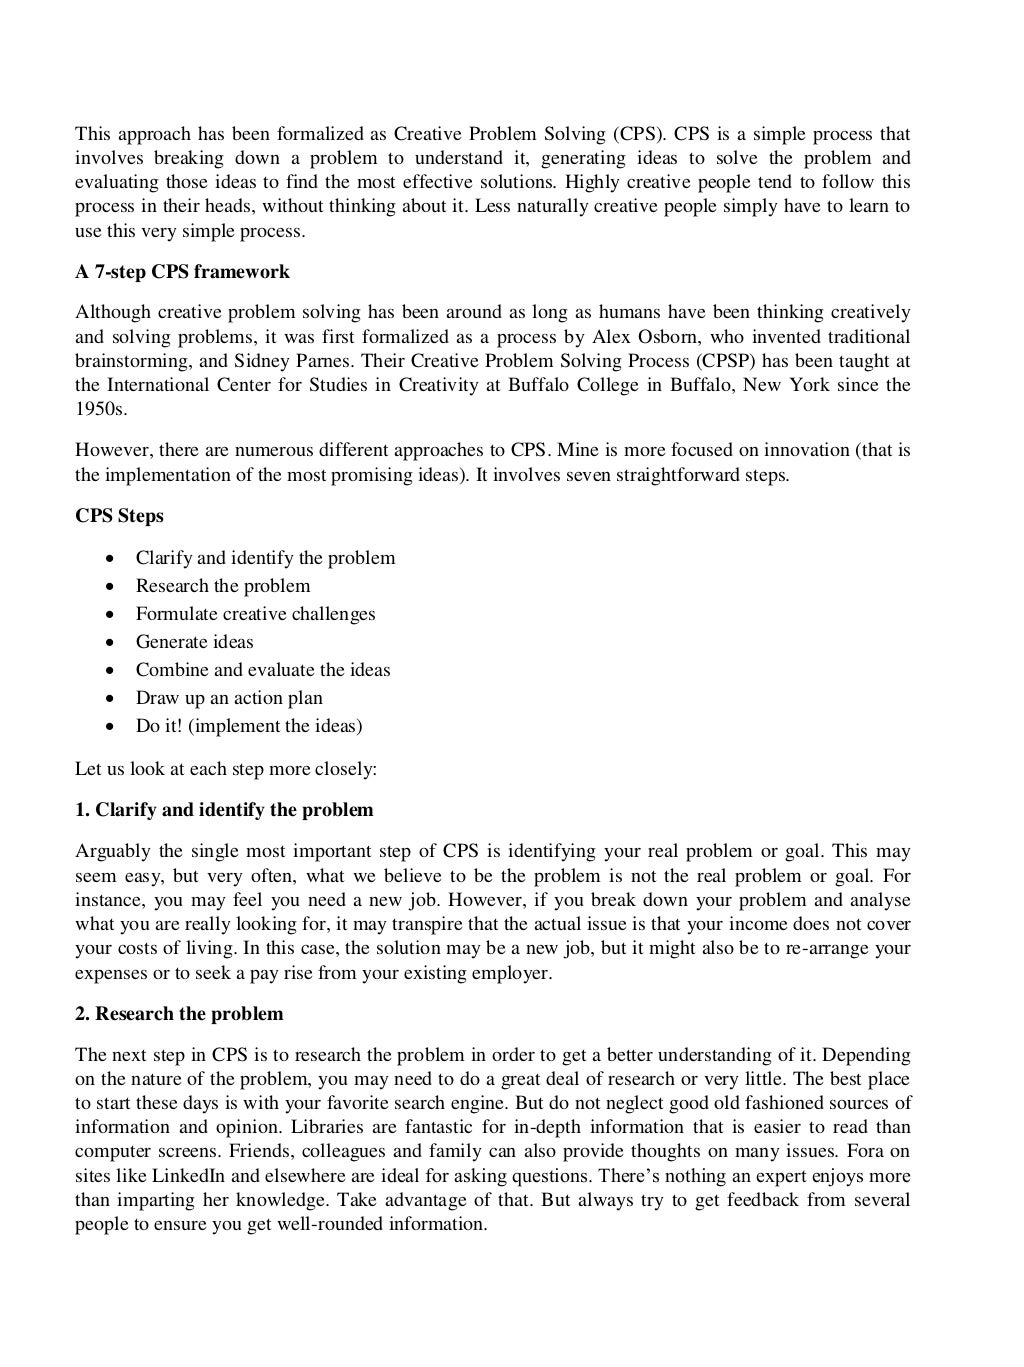 This approach has been formalized as Creative Problem Solving (CPS). CPS is a simple process that
involves breaking down a problem to understand it, generating ideas to solve the problem and
evaluating those ideas to find the most effective solutions. Highly creative people tend to follow this
process in their heads, without thinking about it. Less naturally creative people simply have to learn to
use this very simple process.
A 7-step CPS framework
Although creative problem solving has been around as long as humans have been thinking creatively
and solving problems, it was first formalized as a process by Alex Osborn, who invented traditional
brainstorming, and Sidney Parnes. Their Creative Problem Solving Process (CPSP) has been taught at
the International Center for Studies in Creativity at Buffalo College in Buffalo, New York since the
1950s.
However, there are numerous different approaches to CPS. Mine is more focused on innovation (that is
the implementation of the most promising ideas). It involves seven straightforward steps.
CPS Steps
• Clarify and identify the problem
• Research the problem
• Formulate creative challenges
• Generate ideas
• Combine and evaluate the ideas
• Draw up an action plan
• Do it! (implement the ideas)
Let us look at each step more closely:
1. Clarify and identify the problem
Arguably the single most important step of CPS is identifying your real problem or goal. This may
seem easy, but very often, what we believe to be the problem is not the real problem or goal. For
instance, you may feel you need a new job. However, if you break down your problem and analyse
what you are really looking for, it may transpire that the actual issue is that your income does not cover
your costs of living. In this case, the solution may be a new job, but it might also be to re-arrange your
expenses or to seek a pay rise from your existing employer.
2. Research the problem
The next step in CPS is to research the problem in order to get a better understanding of it. Depending
on the nature of the problem, you may need to do a great deal of research or very little. The best place
to start these days is with your favorite search engine. But do not neglect good old fashioned sources of
information and opinion. Libraries are fantastic for in-depth information that is easier to read than
computer screens. Friends, colleagues and family can also provide thoughts on many issues. Fora on
sites like LinkedIn and elsewhere are ideal for asking questions. There’s nothing an expert enjoys more
than imparting her knowledge. Take advantage of that. But always try to get feedback from several
people to ensure you get well-rounded information.